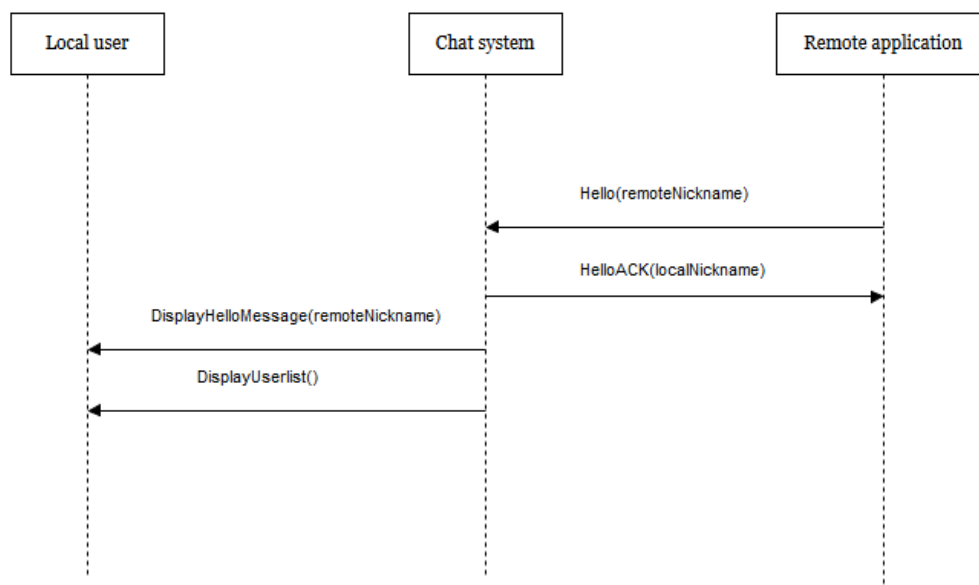 Local user
Chat system
Remote application
Hello(remoteNickname)
HelloACK(localNickname)
DisplayHelloMessage(remoteNickname)
DisplayUserlist()